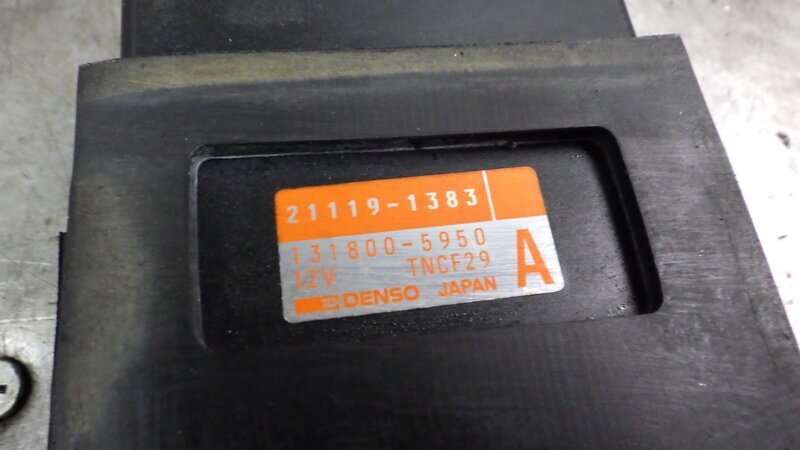 21119-1383
131800-5950
12V TNCF29 A
DENSO JAPAN